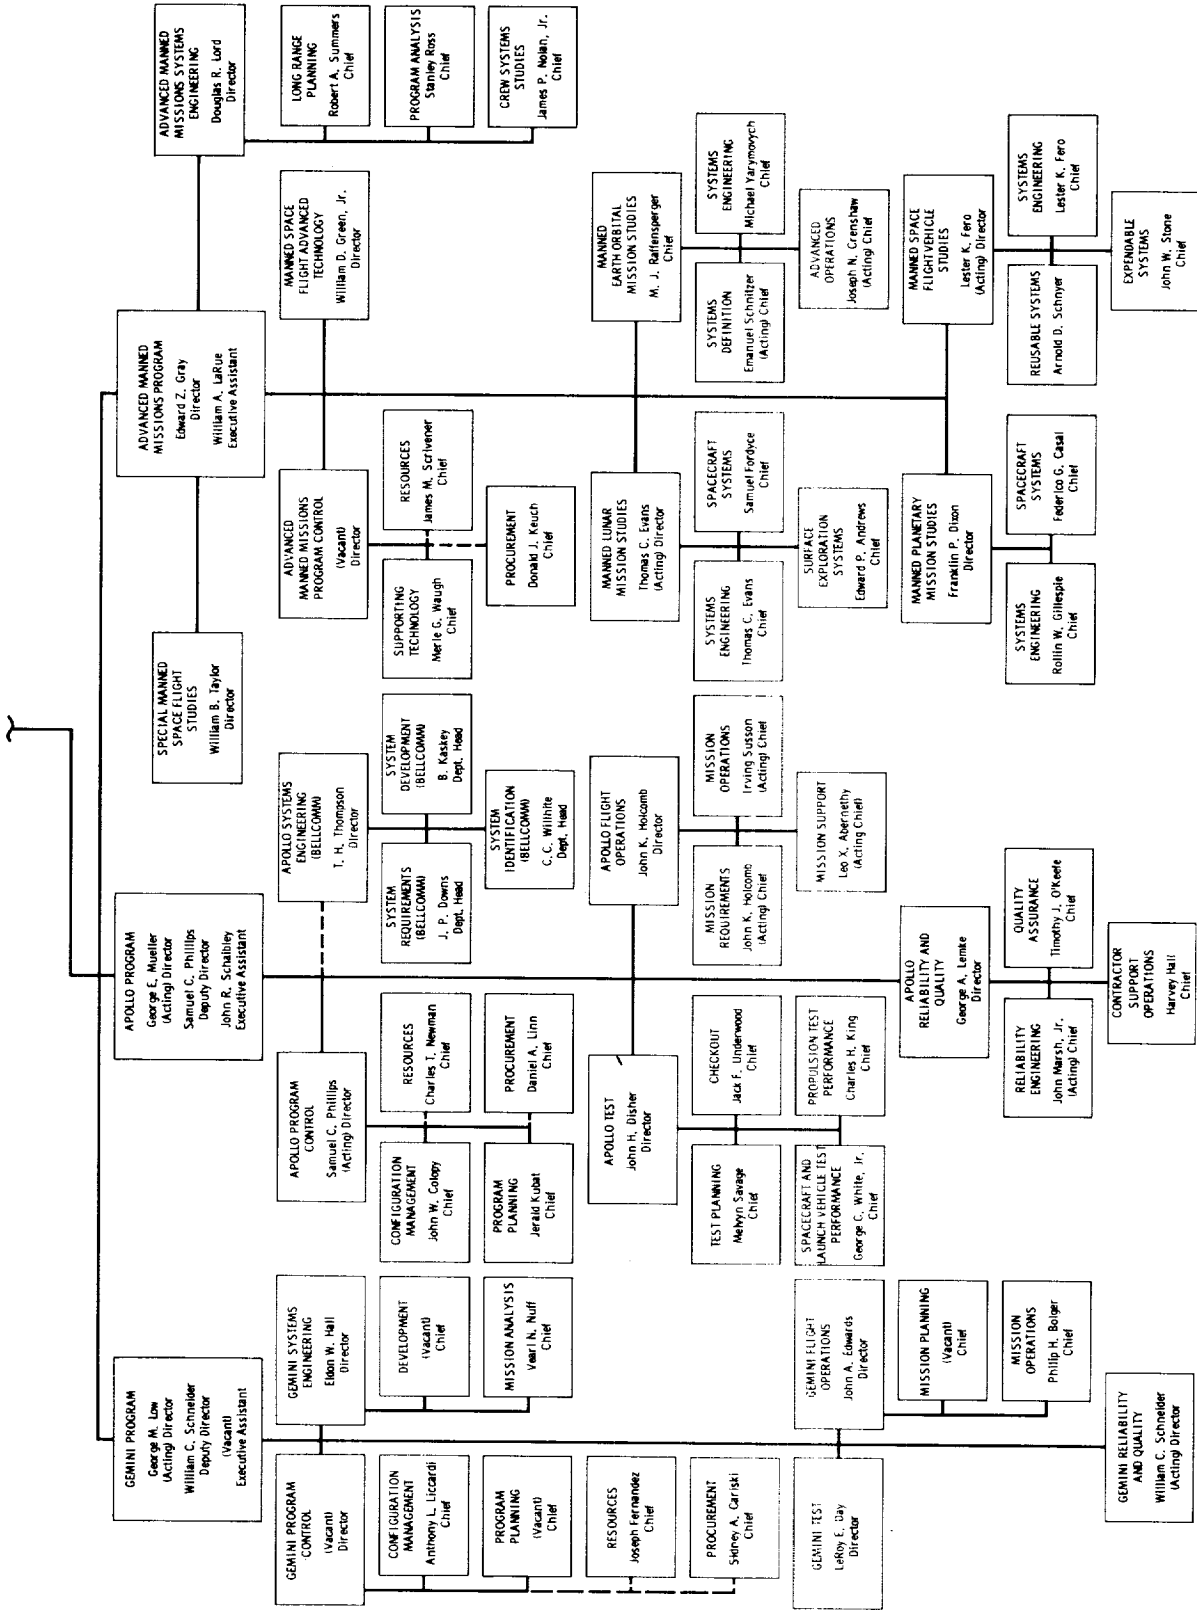 GEMINI PROGRAM
George M. Low
(Acting) Director
William C. Schneider
Deputy Director
(Vacant)
Executive Assistant
GEMINI PROGRAM
CONTROL
(Vacant)
Director
CONFIGURATION
MANAGEMENT
Anthony L. Liccardi
Chief
PROGRAM
PLANNING
(Vacant)
Chief
RESOURCES
Joseph Fernandez
Chief
PROCUREMENT
Sidney A. Cariski
Chief
GEMINI SYSTEMS
ENGINEERING
Eldon W. Hall
Director
DEVELOPMENT
(Vacant)
Chief
MISSION ANALYSIS
Vearl N. Nuff
Chief
GEMINI TEST
LeRoy E. Day
Director
GEMINI FLIGHT
OPERATIONS
John A. Edwards
Director
MISSION PLANNING
(Vacant)
Chief
MISSION
OPERATIONS
Philip H. Bolger
Chief
GEMINI RELIABILITY
AND QUALITY
William C. Schneider
(Acting) Director
APOLLO PROGRAM
George E. Mueller
(Acting) Director
Samuel C. Phillips
Deputy Director
John R. Schaibley
Executive Assistant
APOLLO PROGRAM
CONTROL
Samuel C. Phillips
(Acting) Director
CONFIGURATION
MANAGEMENT
John W. Colopy
Chief
RESOURCES
Charles T. Newman
Chief
PROGRAM
PLANNING
Jerald Kubat
Chief
PROCUREMENT
Daniel A. Linn
Chief
APOLLO SYSTEMS
ENGINEERING
(BELLCOMM)
T. H. Thompson
Director
SYSTEM
REQUIREMENTS
(BELLCOMM)
J. P. Downs
Dept. Head
SYSTEM
DEVELOPMENT
(BELLCOMM)
B. Kaskey
Dept. Head
SYSTEM
IDENTIFICATION
(BELLCOMM)
C. C. Willhite
Dept. Head
APOLLO TEST
John H. Disher
Director
TEST PLANNING
Melvyn Savage
Chief
CHECKOUT
Jack F. Underwood
Chief
SPACECRAFT AND
LAUNCH VEHICLE TEST
PERFORMANCE
George C. White, Jr.
Chief
PROPULSION TEST
PERFORMANCE
Charles H. King
Chief
APOLLO FLIGHT
OPERATIONS
John K. Holcomb
Director
MISSION
REQUIREMENTS
John K. Holcomb
(Acting) Chief
MISSION
OPERATIONS
Irving Susson
(Acting) Chief
MISSION SUPPORT
Leo X. Abernethy
(Acting Chief)
APOLLO
RELIABILITY AND
QUALITY
George A. Lemke
Director
RELIABILITY
ENGINEERING
John Marsh, Jr.
(Acting) Chief
QUALITY
ASSURANCE
Timothy J. O'Keefe
Chief
CONTRACTOR
SUPPORT
OPERATIONS
Harvey Hall
Chief
ADVANCED MANNED
MISSIONS PROGRAM
Edward Z. Gray
Director
William A. LaRue
Executive Assistant
SPECIAL MANNED
SPACE FLIGHT
STUDIES
William B. Taylor
Director
ADVANCED MANNED
MISSIONS SYSTEMS
ENGINEERING
Douglas R. Lord
Director
LONG RANGE
PLANNING
Robert A. Summers
Chief
PROGRAM ANALYSIS
Stanley Ross
Chief
CREW SYSTEMS
STUDIES
James P. Nolan, Jr.
Chief
ADVANCED
MANNED MISSIONS
PROGRAM CONTROL
(Vacant)
Director
SUPPORTING
TECHNOLOGY
Merle G. Waugh
Chief
RESOURCES
James M. Scrivener
Chief
PROCUREMENT
Donald J. Keuch
Chief
MANNED SPACE
FLIGHT ADVANCED
TECHNOLOGY
William D. Green, Jr.
Director
MANNED LUNAR
MISSION STUDIES
Thomas C. Evans
(Acting) Director
SYSTEMS
ENGINEERING
Thomas C. Evans
Chief
SPACECRAFT
SYSTEMS
Samuel Fordyce
Chief
SURFACE
EXPLORATION
SYSTEMS
Edward P. Andrews
Chief
MANNED
EARTH ORBITAL
MISSION STUDIES
M. J. Raffensperger
Chief
SYSTEMS
DEFINITION
Emanuel Schnitzer
(Acting) Chief
SYSTEMS
ENGINEERING
Michael Yarymovych
Chief
ADVANCED
OPERATIONS
Joseph N. Crenshaw
(Acting) Chief
MANNED PLANETARY
MISSION STUDIES
Franklin P. Dixon
Director
SYSTEMS
ENGINEERING
Rollin W. Gillespie
Chief
SPACECRAFT
SYSTEMS
Federico G. Casal
Chief
MANNED SPACE
FLIGHT VEHICLE
STUDIES
Lester K. Fero
(Acting) Director
REUSABLE SYSTEMS
Arnold D. Schnyer
SYSTEMS
ENGINEERING
Lester K. Fero
Chief
EXPENDABLE
SYSTEMS
John W. Stone
Chief